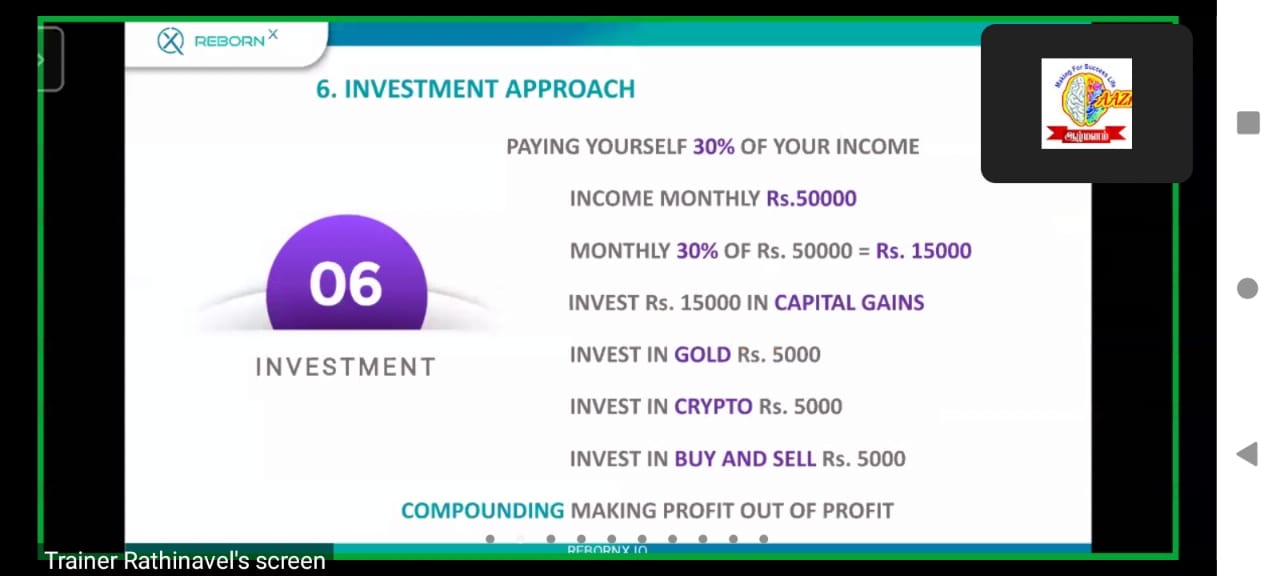 REBORN X
6. INVESTMENT APPROACH
PAYING YOURSELF 30% OF YOUR INCOME
INCOME MONTHLY Rs.50000
MONTHLY 30% OF Rs. 50000 = Rs. 15000
INVEST Rs. 15000 IN CAPITAL GAINS
INVEST IN GOLD Rs. 5000
INVEST IN CRYPTO Rs. 5000
INVEST IN BUY AND SELL Rs. 5000
COMPOUNDING MAKING PROFIT OUT OF PROFIT
06
INVESTMENT
Making For Success Life
ஆழ்மனம்
REBORNX.IO
Trainer Rathinavel's screen